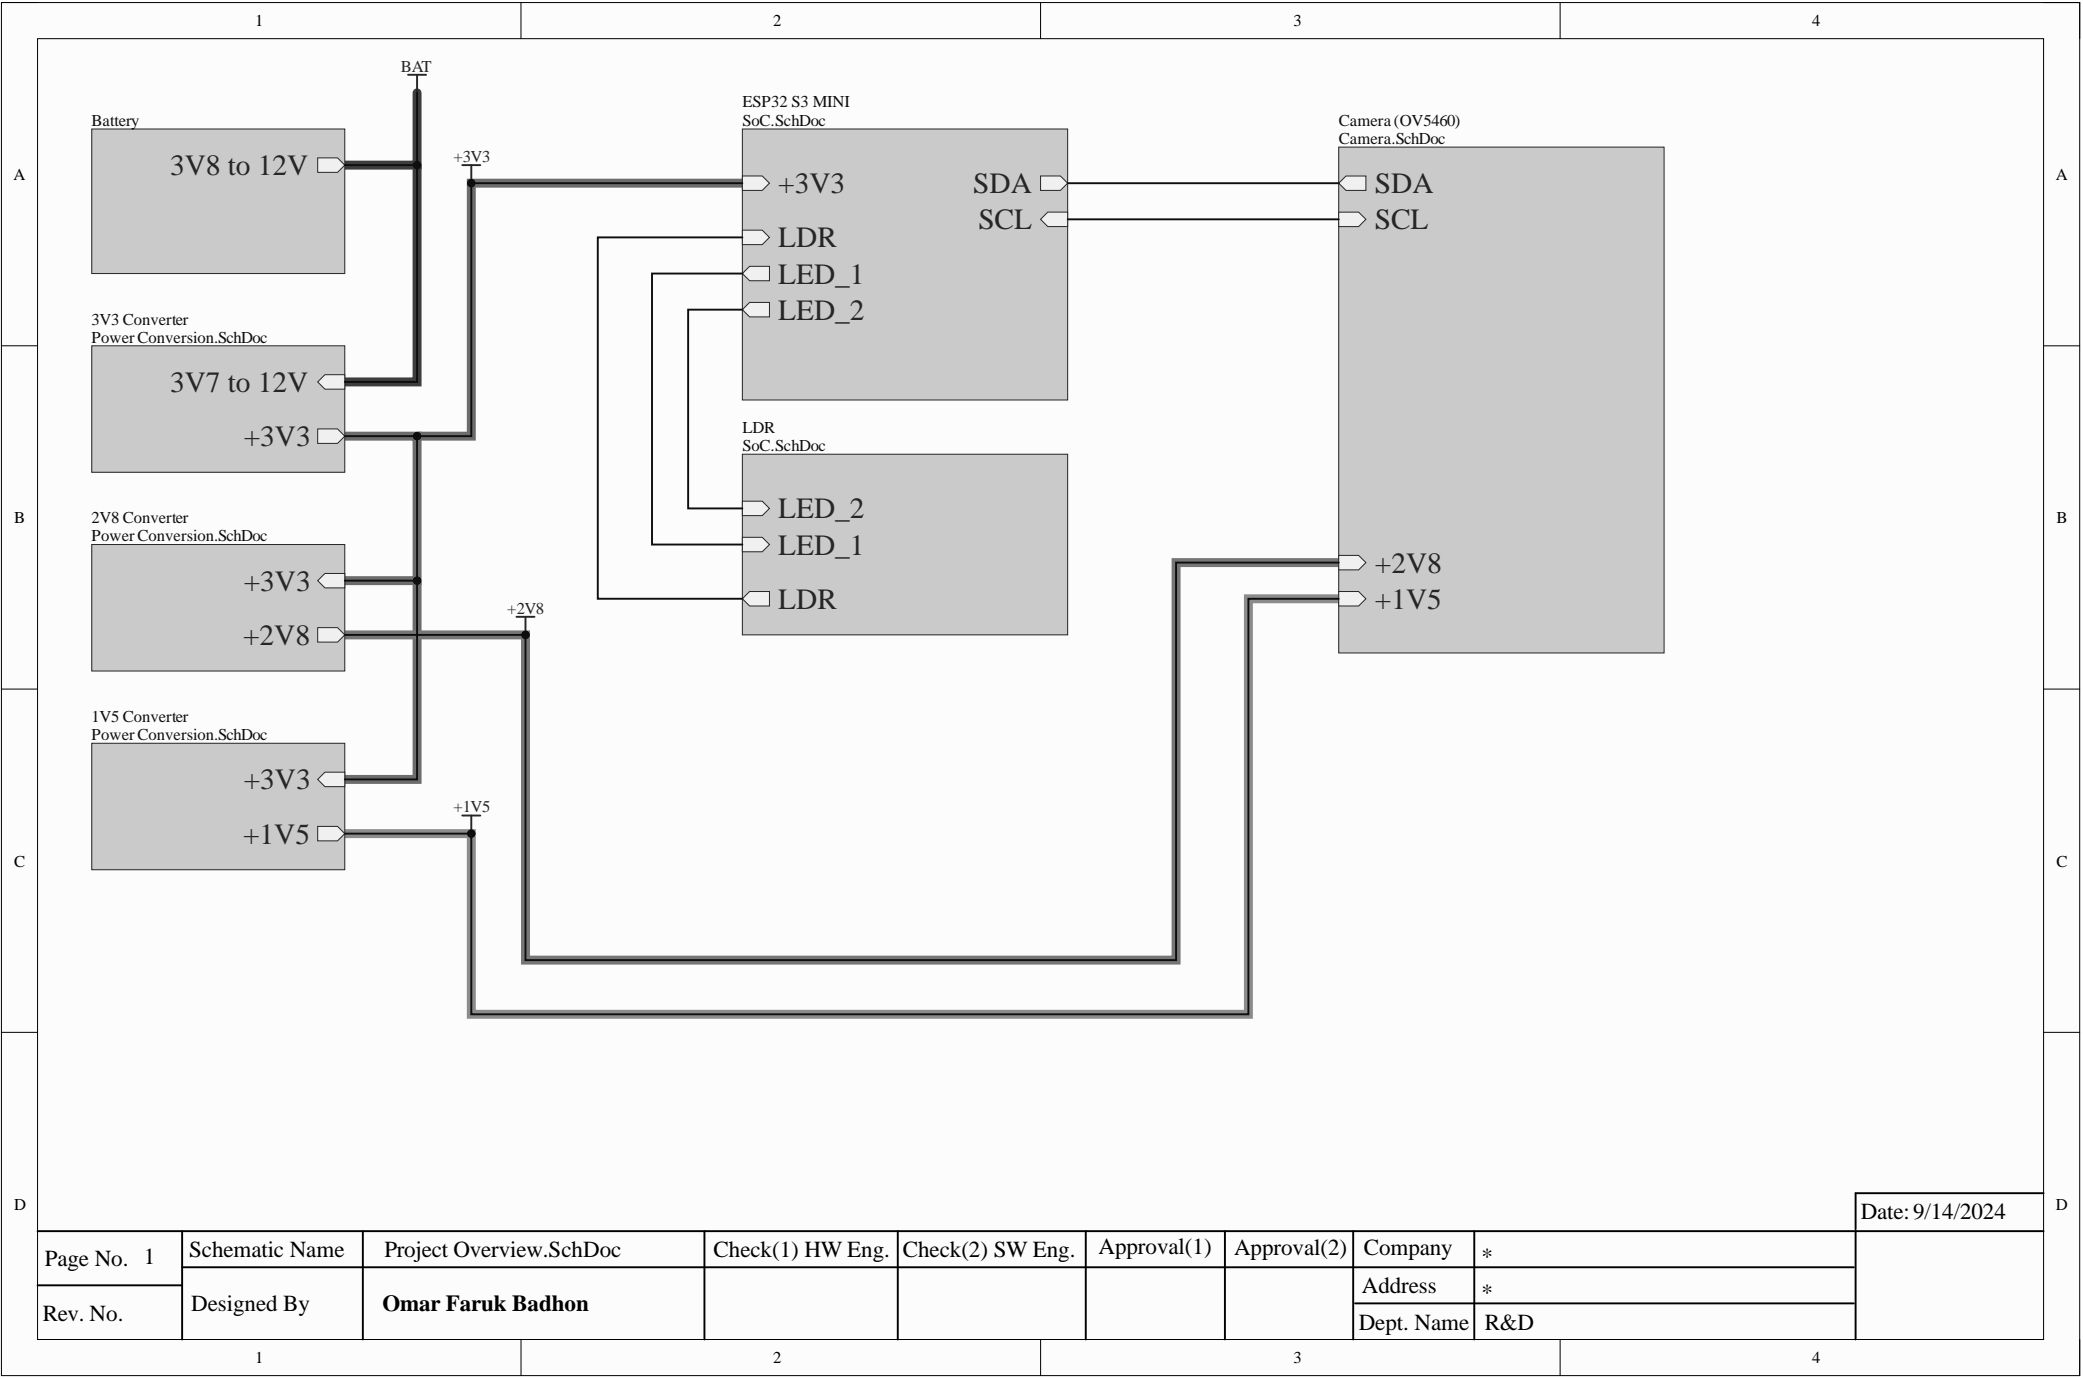 1 2 3 4
BAT
Battery
3V8 to 12V
+3V3
ESP32 S3 MINI
SoC.SchDoc
+3V3 SDA
SCL
LDR
LED_1
LED_2
Camera (OV5460)
Camera.SchDoc
SDA
SCL
+2V8
+1V5
A A
3V3 Converter
Power Conversion.SchDoc
3V7 to 12V
+3V3
LDR
SoC.SchDoc
LED_2
LED_1
LDR
B B
2V8 Converter
Power Conversion.SchDoc
+3V3
+2V8
+2V8
1V5 Converter
Power Conversion.SchDoc
+3V3
+1V5
+1V5
C C
D D
Date: 9/14/2024
Page No. 1
Rev. No.
Schematic Name Project Overview.SchDoc
Designed By Omar Faruk Badhon
Check(1) HW Eng. Check(2) SW Eng. Approval(1) Approval(2)
Company *
Address *
Dept. Name R&D
1 2 3 4